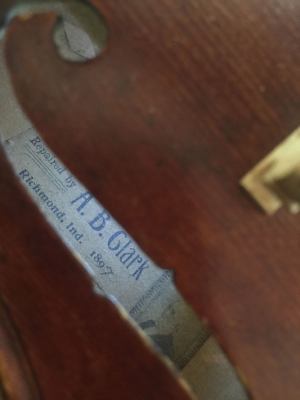 Repaired by
A. B. Clark
Richmond, Ind. 1897